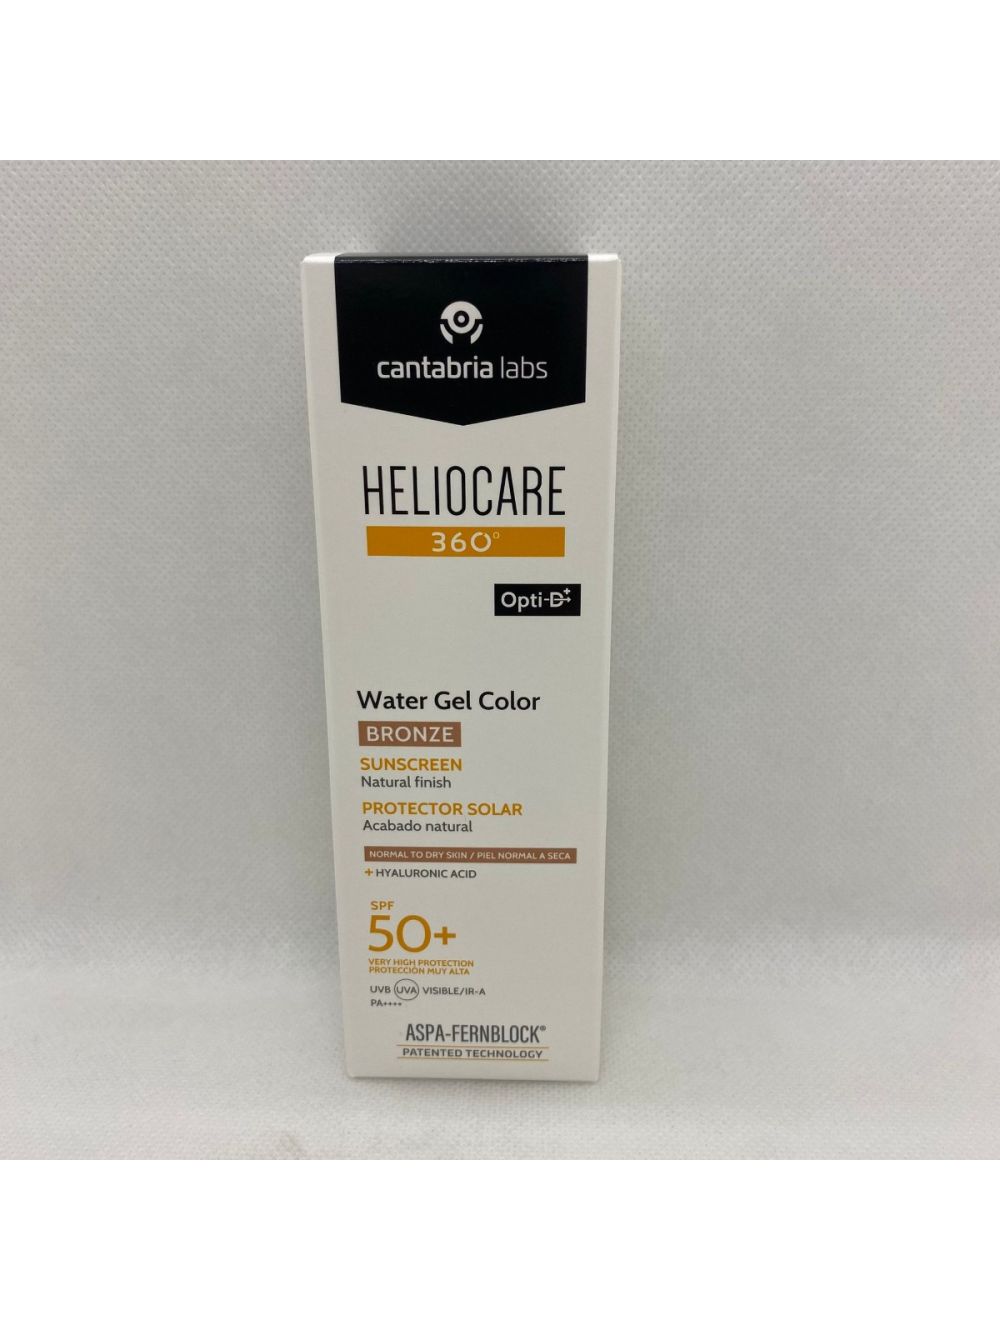 cantabria labs
HELIOCARE
360°
Opti-D+
Water Gel Color
BRONZE
SUNSCREEN
Natural finish
PROTECTOR SOLAR
Acabado natural
NORMAL TO DRY SKIN / PIEL NORMAL A SECA
+ HYALURONIC ACID
SPF
50+
VERY HIGH PROTECTION
PROTECCIÓN MUY ALTA
UVB UVA VISIBLE/IR-A
PA++++
ASPA-FERNBLOCK®
PATENTED TECHNOLOGY